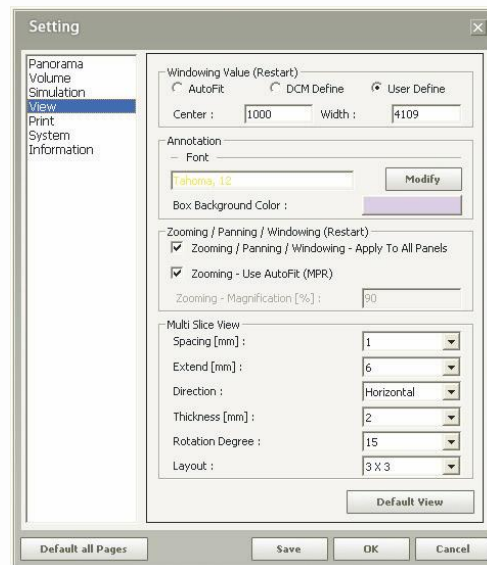 Setting
Panorama
Volume
Simulation
View
Print
System
Information
Windowing Value (Restart)
AutoFit DCM Define User Define
Center : 1000 Width : 4109
Annotation
Font
Tahoma, 12 Modify
Box Background Color :
Zooming / Panning / Windowing (Restart)
Zooming / Panning / Windowing - Apply To All Panels
Zooming - Use AutoFit (MPR)
Zooming - Magnification [%] : 90
Multi Slice View
Spacing [mm] : 1
Extend [mm] : 6
Direction : Horizontal
Thickness [mm] : 2
Rotation Degree : 15
Layout : 3 X 3
Default View
Default all Pages Save OK Cancel